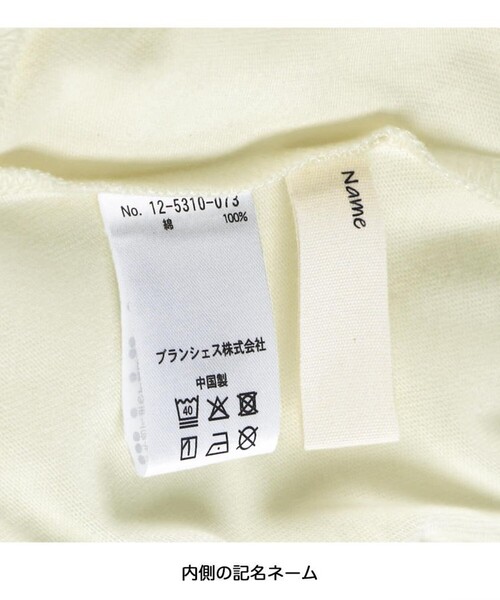 No. 12-5310-073
綿 100%
ブランシェス株式会社
中国製
40
Name
内側の記名ネーム